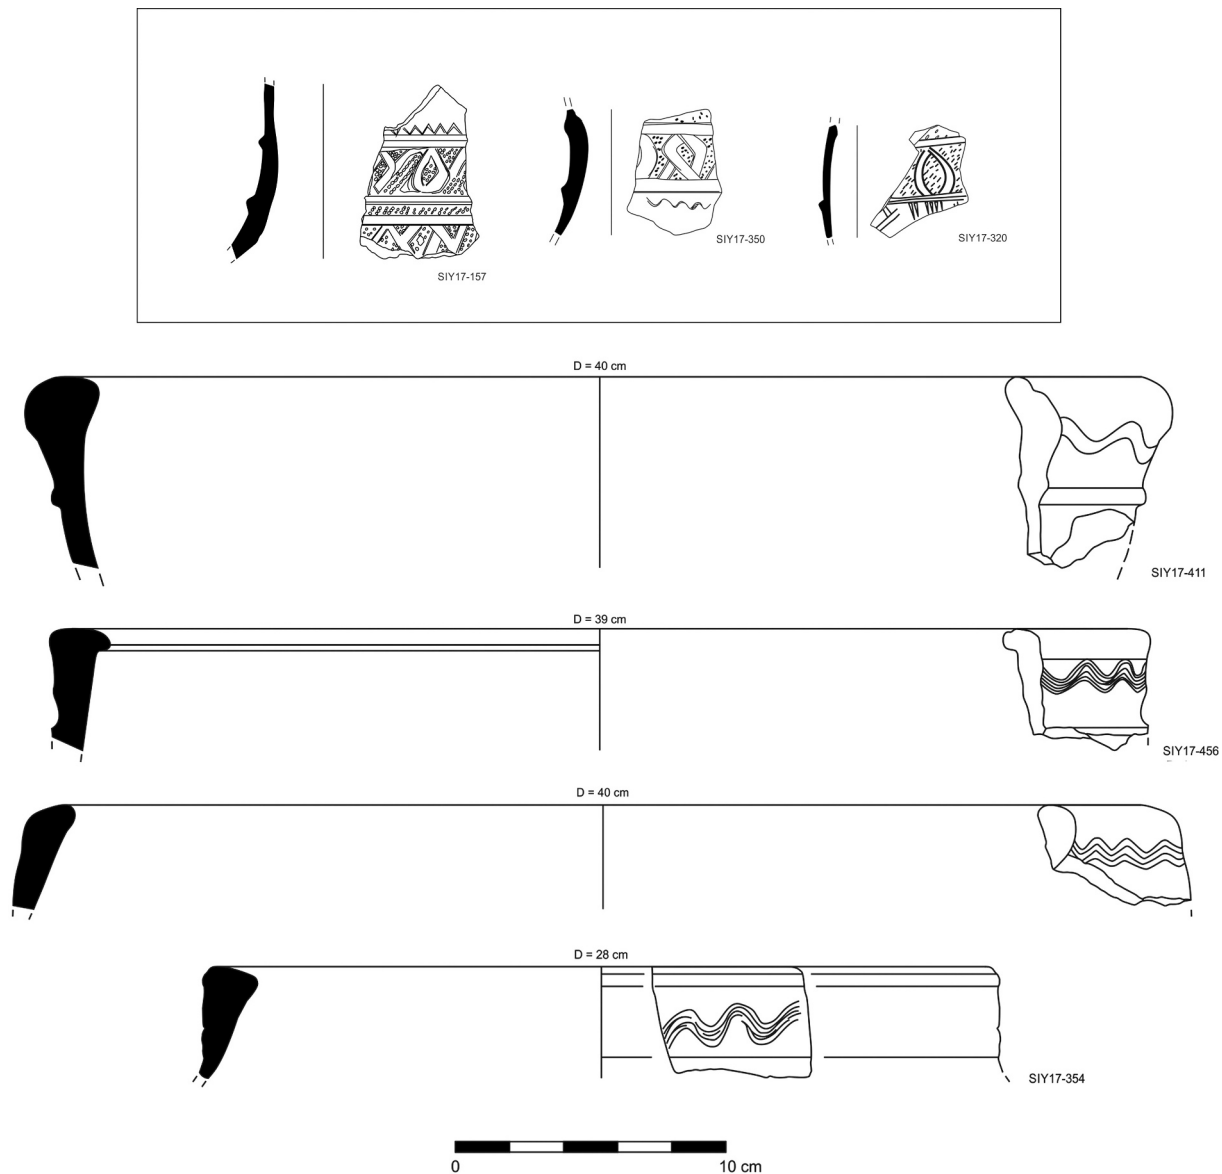 SIY17-157
SIY17-350
SIY17-320
D = 40 cm
SIY17-411
D = 39 cm
SIY17-456
D = 40 cm
D = 28 cm
SIY17-354
0 10 cm